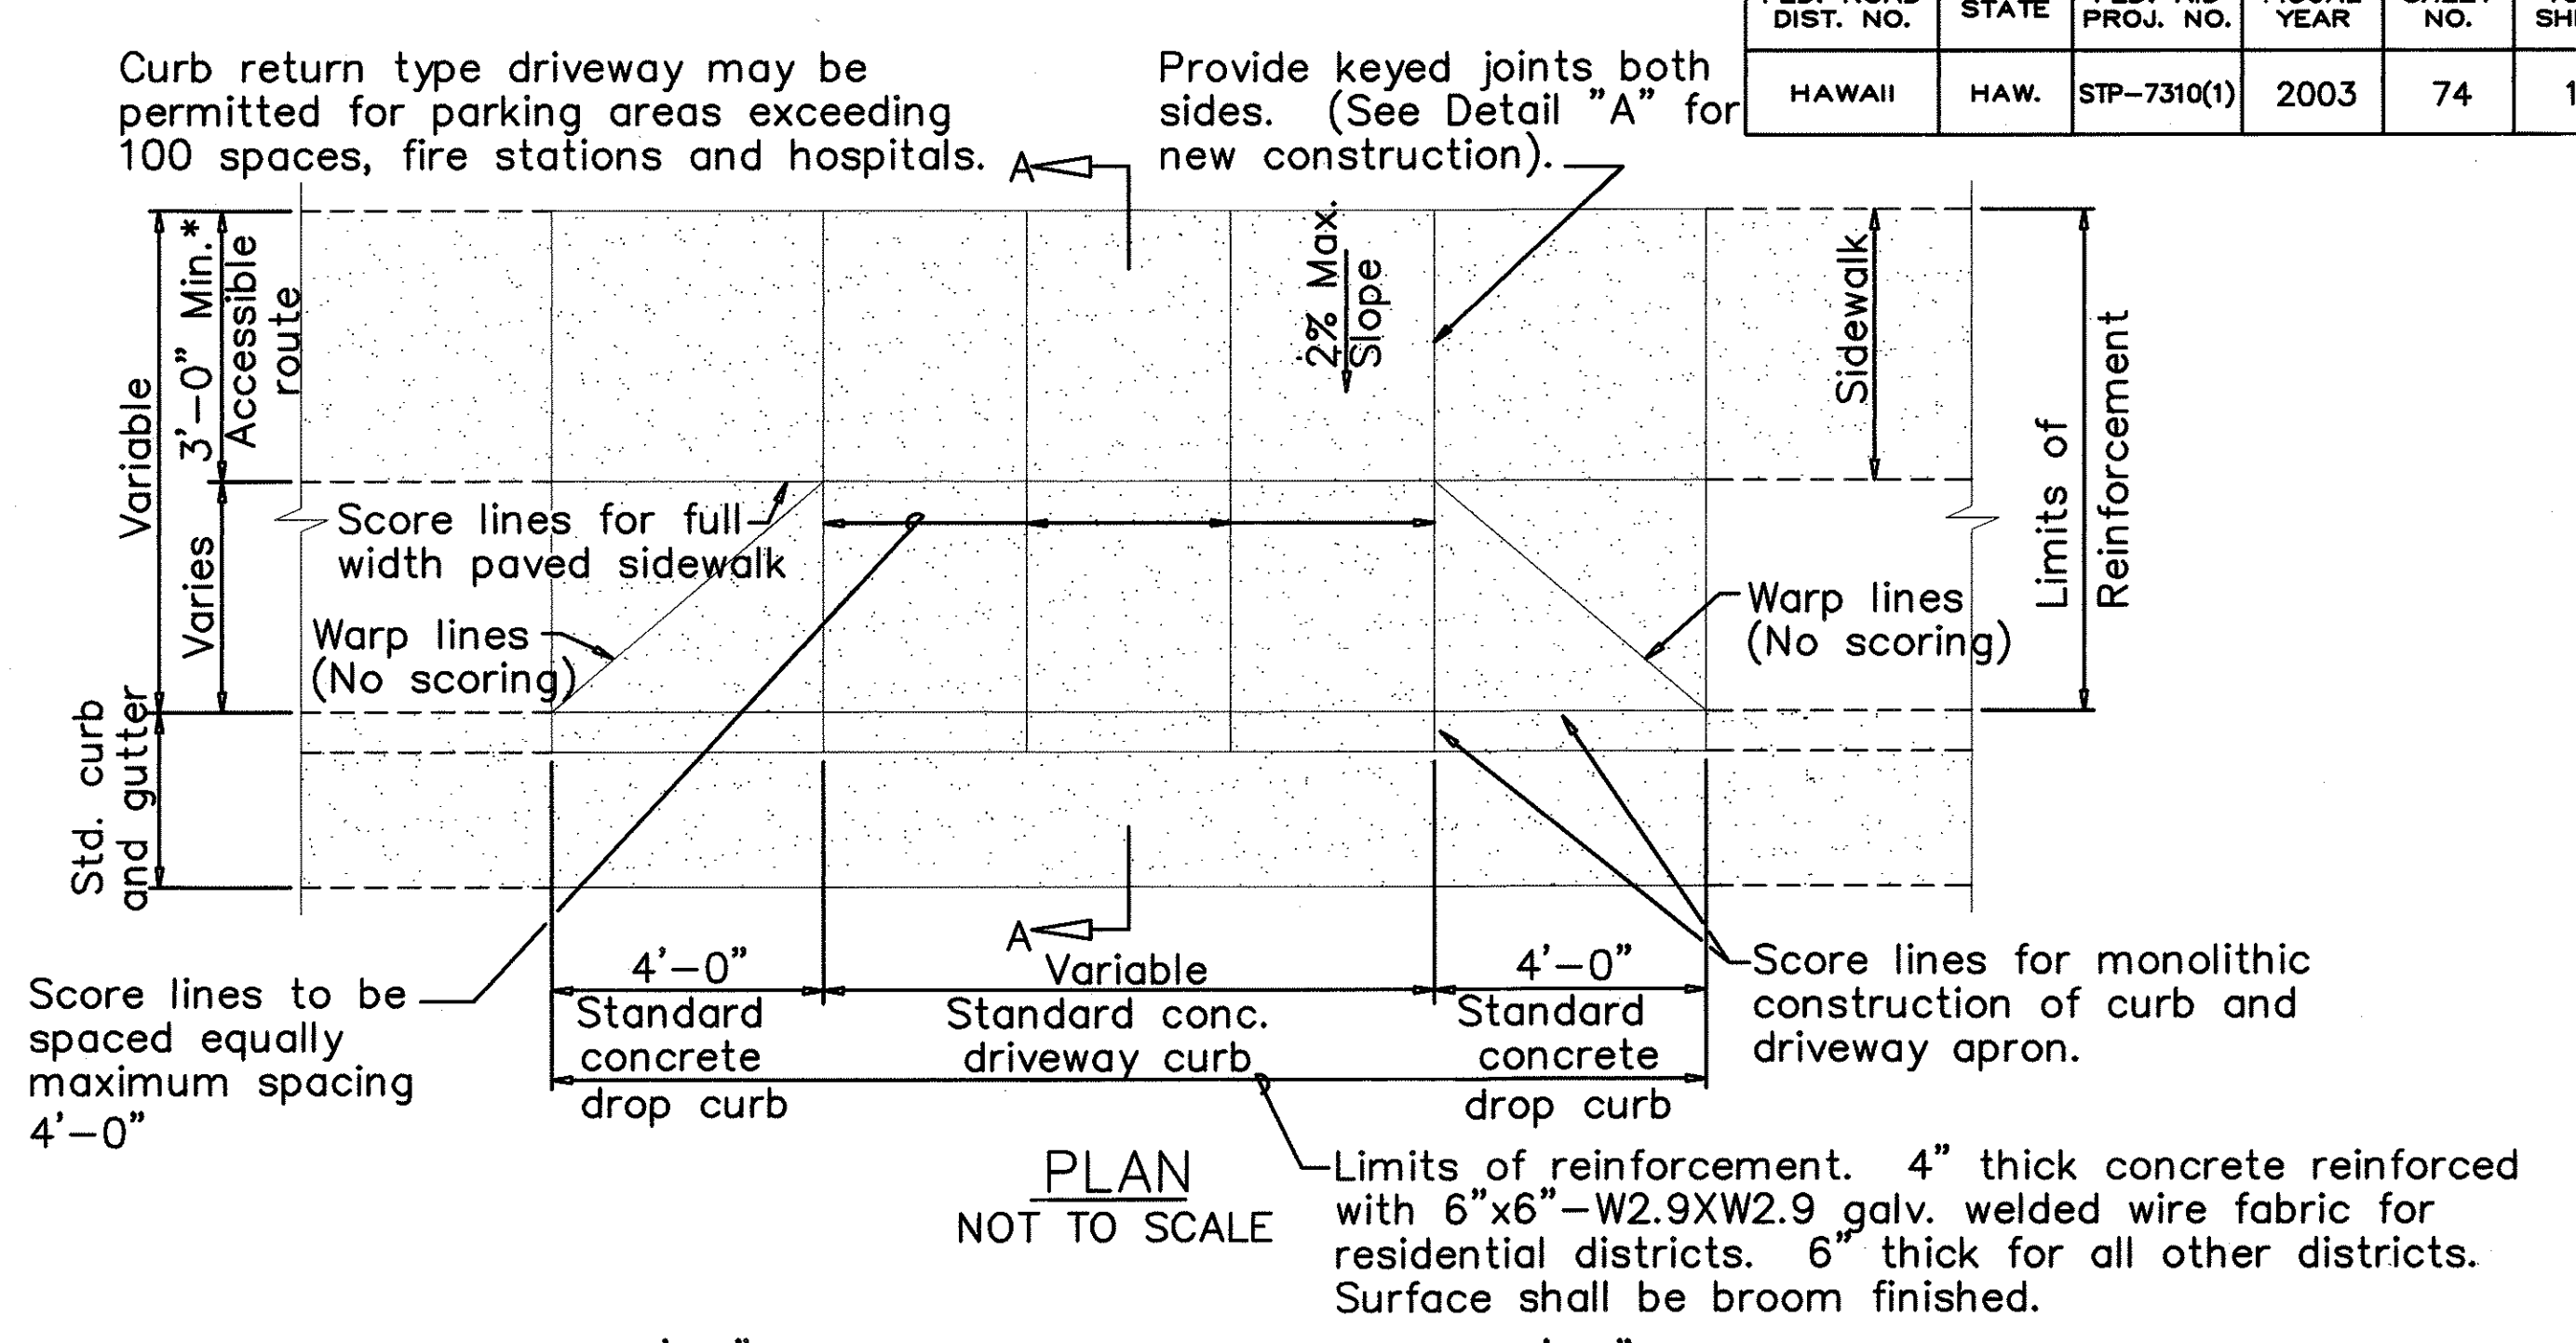 DIST. NO.
STATE
PROJ. NO.
YEAR
NO.
HAWAII
HAW.
STP-7310(1)
2003
74
Curb return type driveway may be
permitted for parking areas exceeding
100 spaces, fire stations and hospitals.
Provide keyed joints both
sides. (See Detail "A" for
new construction).
A
Variable
3'-0" Min.*
Accessible
route
Varies
Std. curb
and gutter
2% Max.
Slope
Sidewalk
Limits of
Reinforcement
Score lines for full
width paved sidewalk
Warp lines
(No scoring)
Warp lines
(No scoring)
A
Score lines to be
spaced equally
maximum spacing
4'-0"
4'-0"
Standard
concrete
drop curb
Variable
Standard conc.
driveway curb
4'-0"
Standard
concrete
drop curb
Score lines for monolithic
construction of curb and
driveway apron.
PLAN
NOT TO SCALE
Limits of reinforcement. 4" thick concrete reinforced
with 6"x6"-W2.9XW2.9 galv. welded wire fabric for
residential districts. 6" thick for all other districts.
Surface shall be broom finished.